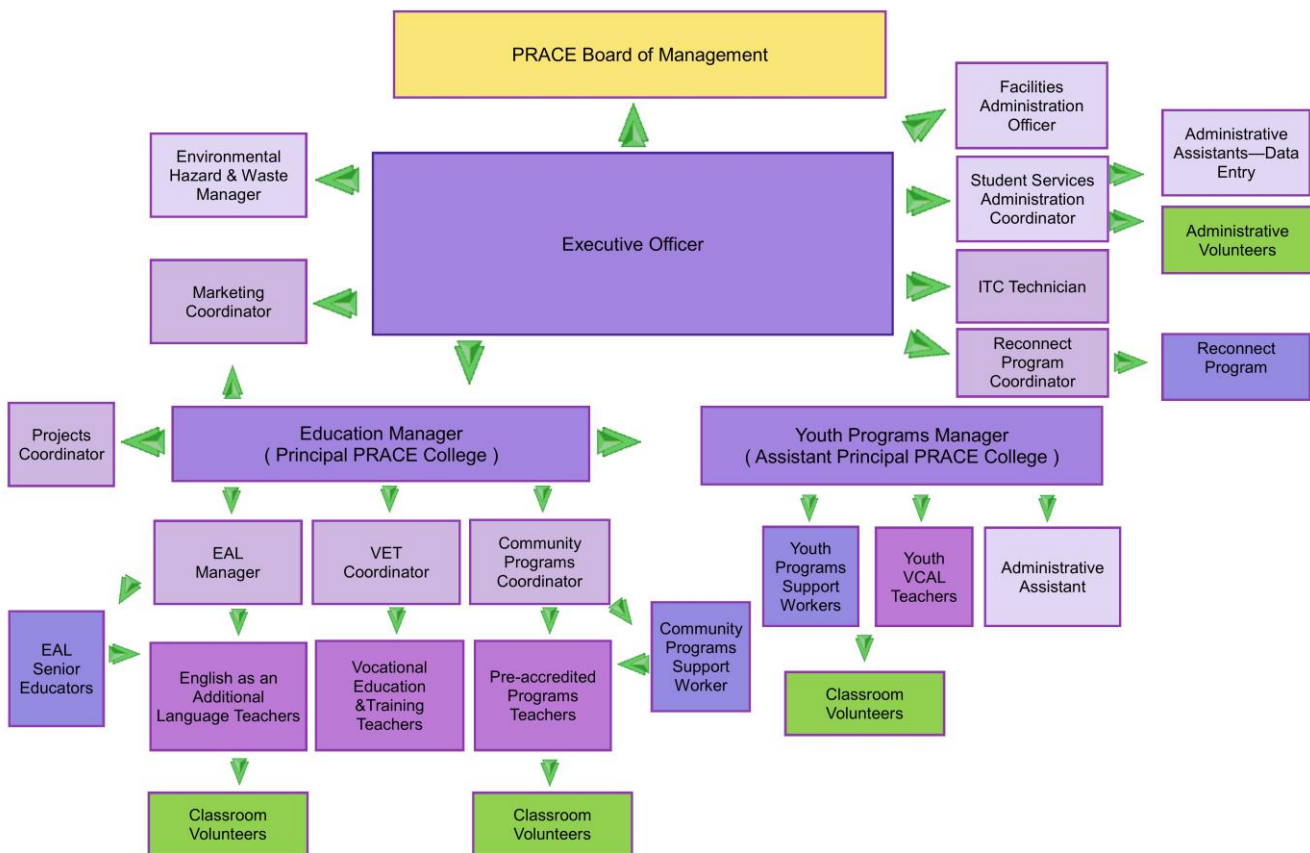 PRACE Board of Management
Facilities
Administration
Officer
Administrative
Assistants—Data
Entry
Environmental
Hazard & Waste
Manager
Executive Officer
Student Services
Administration
Coordinator
Administrative
Volunteers
Marketing
Coordinator
ITC Technician
Reconnect
Program
Coordinator
Reconnect
Program
Projects
Coordinator
Education Manager
( Principal PRACE College )
Youth Programs Manager
( Assistant Principal PRACE College )
EAL
Manager
VET
Coordinator
Community
Programs
Coordinator
Youth
Programs
Support
Workers
Youth
VCAL
Teachers
Administrative
Assistant
EAL
Senior
Educators
English as an
Additional
Language Teachers
Vocational
Education
&Training
Teachers
Pre-accredited
Programs
Teachers
Community
Programs
Support
Worker
Classroom
Volunteers
Classroom
Volunteers
Classroom
Volunteers